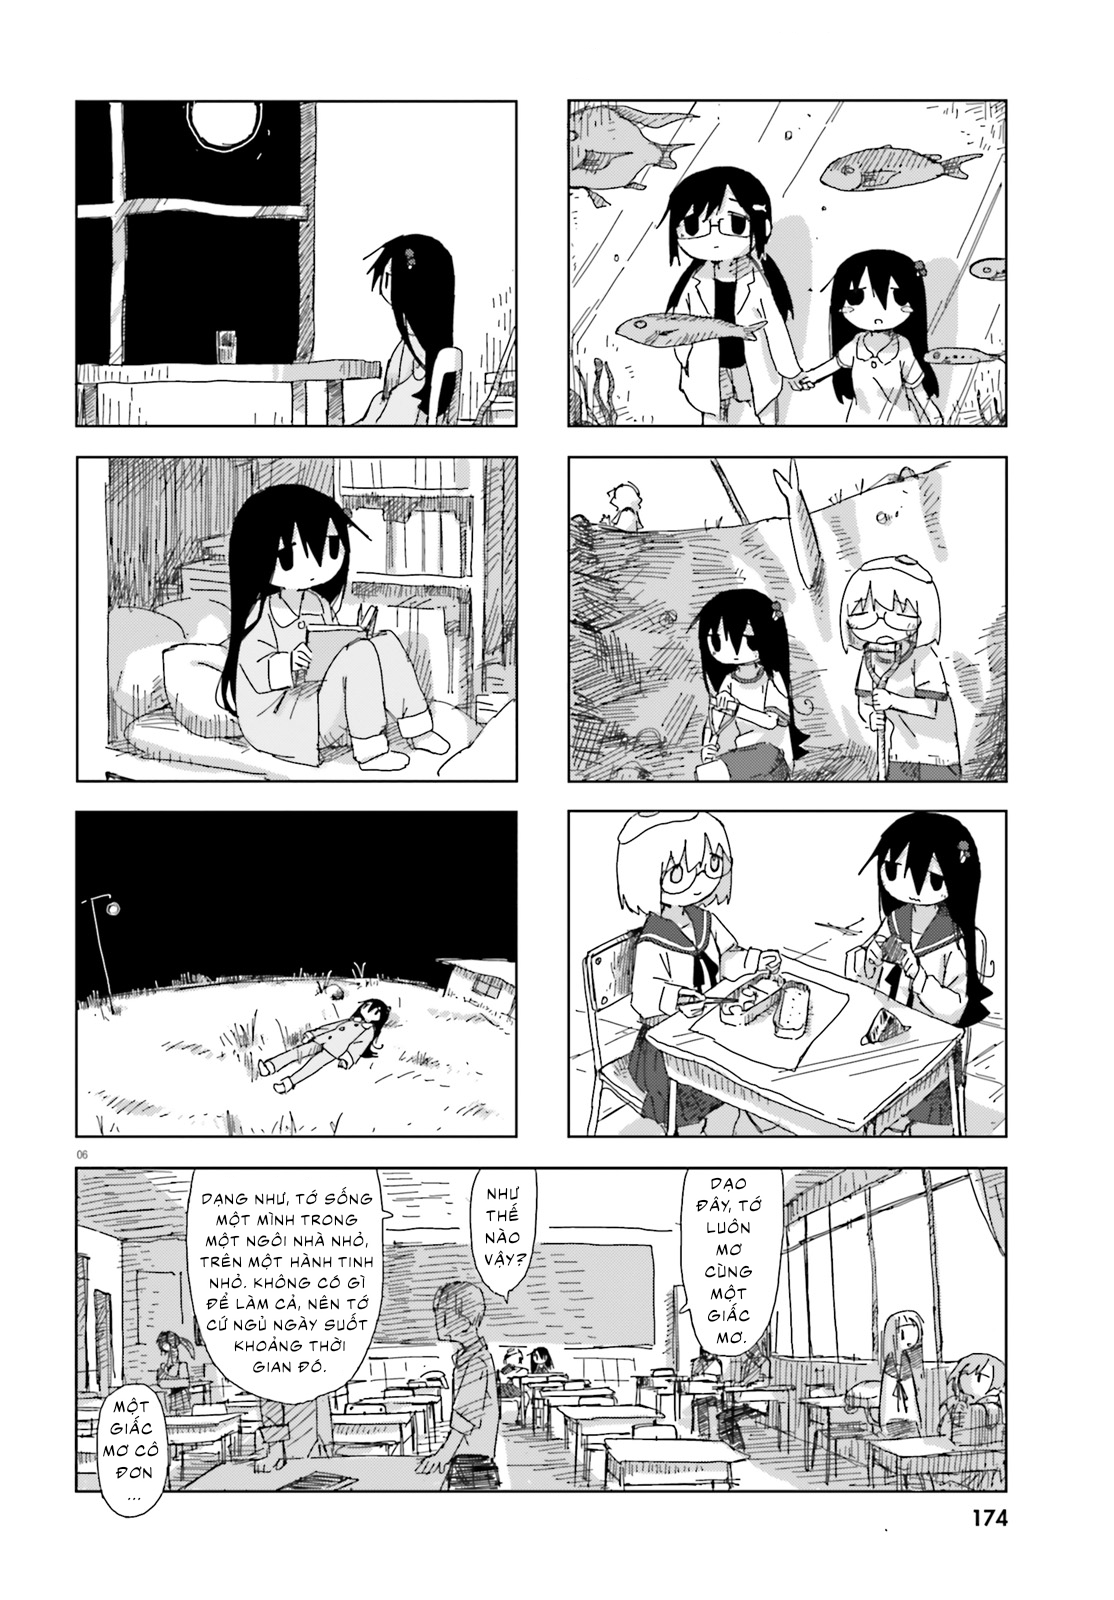 06
DẠO
ĐÂY, TỚ
LUÔN
MƠ
CÙNG
MỘT
GIẤC
MƠ.
NHƯ
THẾ
NÀO
VẬY?
DẠNG NHƯ, TỚ SỐNG
MỘT MÌNH TRONG
MỘT NGÔI NHÀ NHỎ,
TRÊN MỘT HÀNH TINH
NHỎ. KHÔNG CÓ GÌ
ĐỂ LÀM CẢ, NÊN TỚ
CỨ NGỦ NGÀY SUỐT
KHOẢNG THỜI
GIAN ĐÓ.
MỘT
GIẤC
MƠ CÔ
ĐƠN
...
174